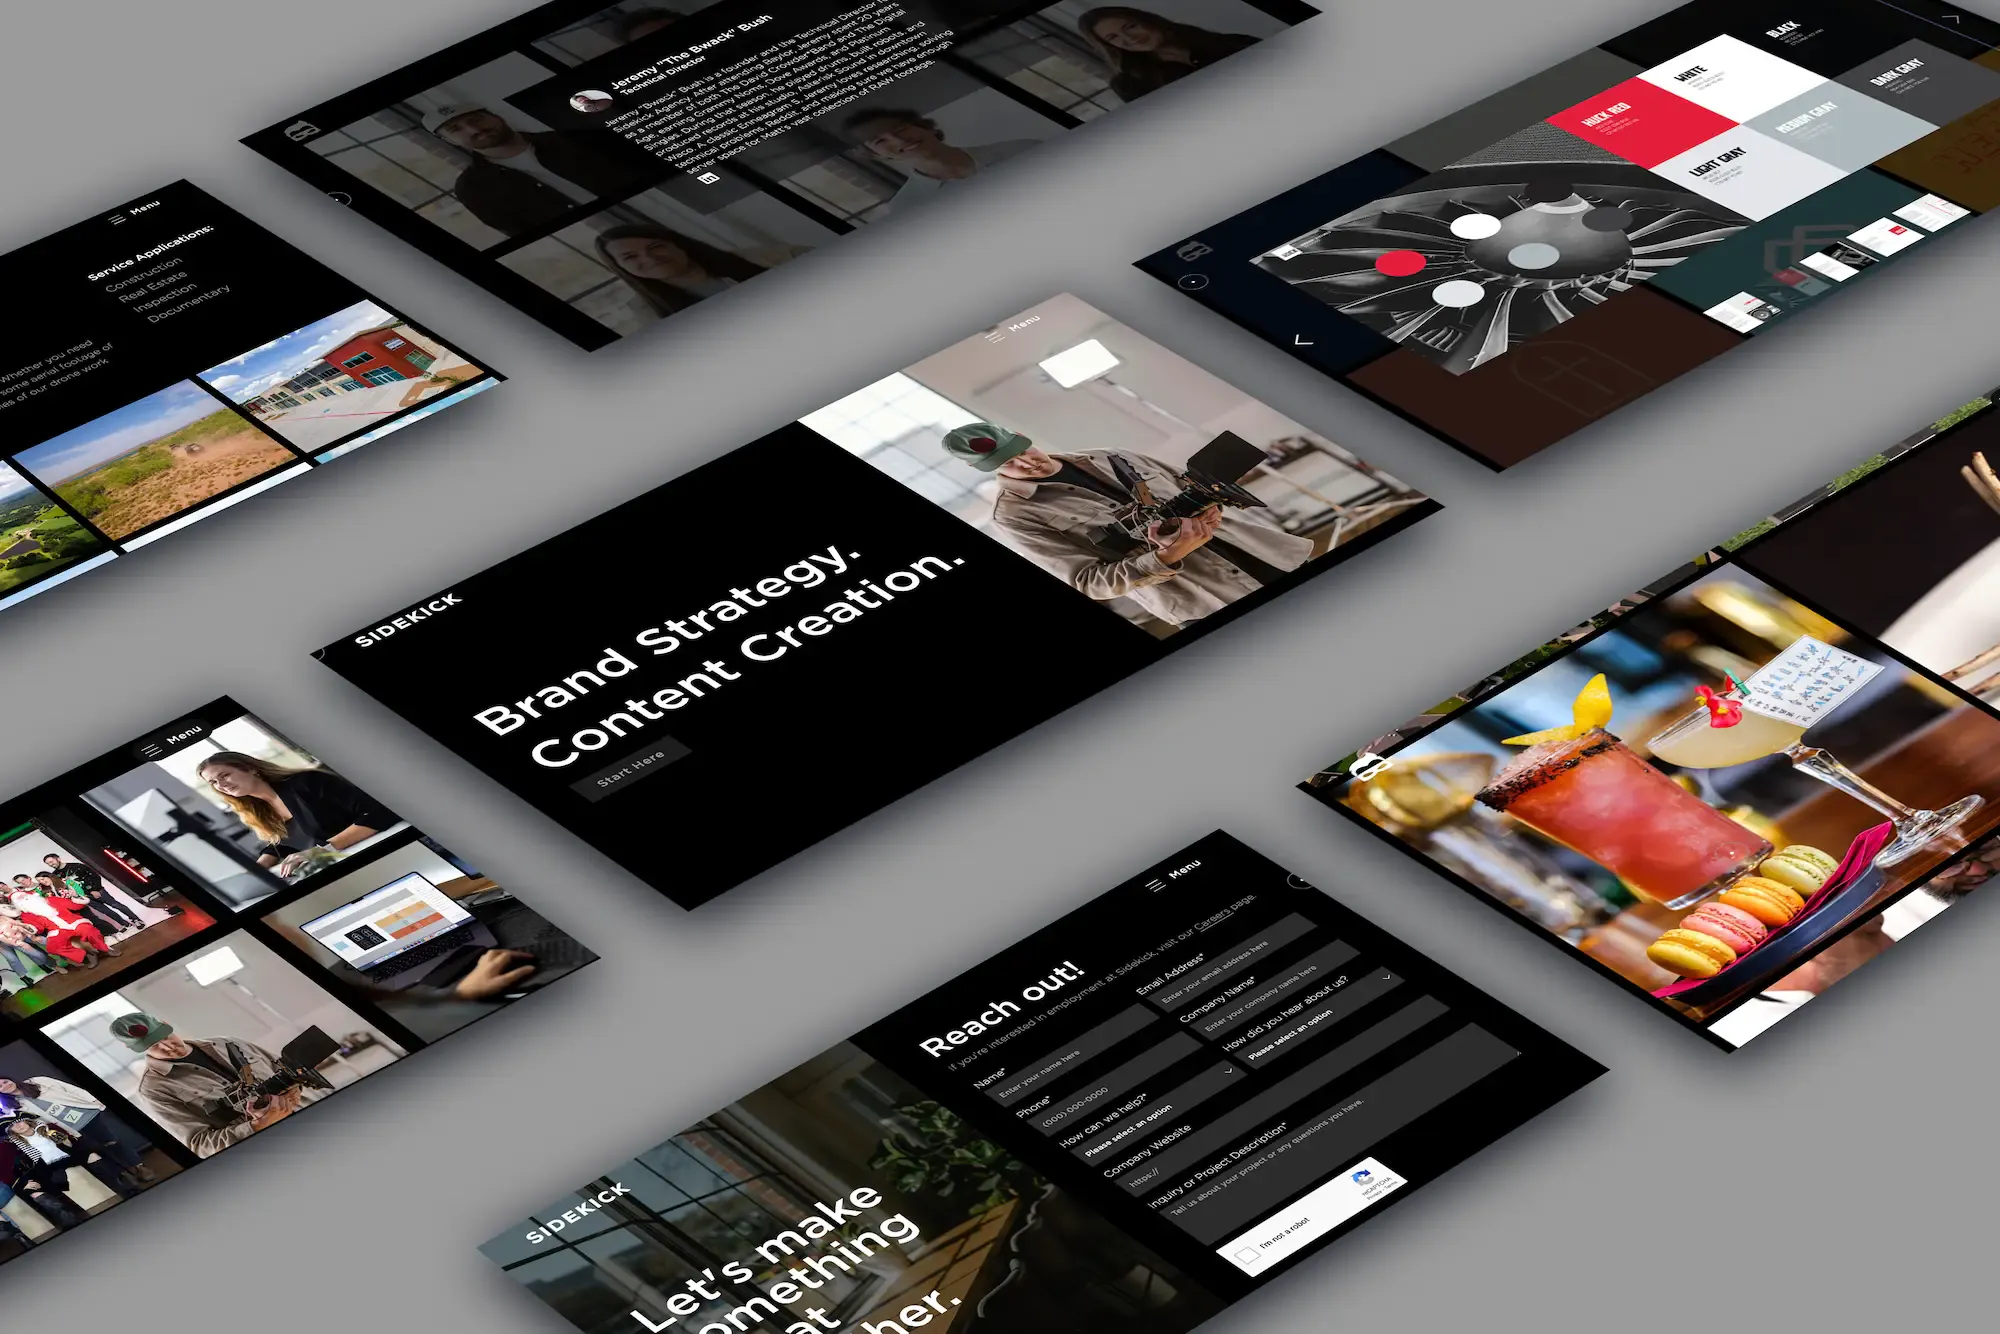 Jeremy "The Bwack" Bush
Technical Director
Jeremy "Bwack" Bush is a founder and the Technical Director
Sidekick Agency. After attending Baylor, Jeremy spent 20 years
as a member of both The David Crowder*Band and The Digital
Age, earning Grammy Noms, Dove Awards, and Platinum
Singles. During that season, he played drums, built robots, and
produced records at his studio, Asterisk Sound in downtown
Waco. A classic Enneagram 5, Jeremy loves researching, solving
technical problems, Reddit, and making sure we have enough
server space for Matt's vast collection of RAW footage.
in
BLACK
WHITE
DARK GRAY
HUCK RED
MEDIUM GRAY
LIGHT GRAY
Menu
Service Applications:
Construction
Real Estate
Inspection
Documentary
Whether you need
some aerial footage of
of our drone work
Menu
SIDEKICK
Brand Strategy.
Content Creation.
Start Here
Menu
Menu
Reach out!
If you're interested in employment at Sidekick, visit our Careers page.
Name*
Enter your name here
Email Address*
Enter your email address here
Phone*
(000) 000-0000
Company Name*
Enter your company name here
How can we help?*
Please select an option
How did you hear about us?
Please select an option
Company Website
https://
Inquiry or Project Description*
Tell us about your project or any questions you have.
I'm not a robot
reCAPTCHA
Privacy - Terms
SIDEKICK
Let's make